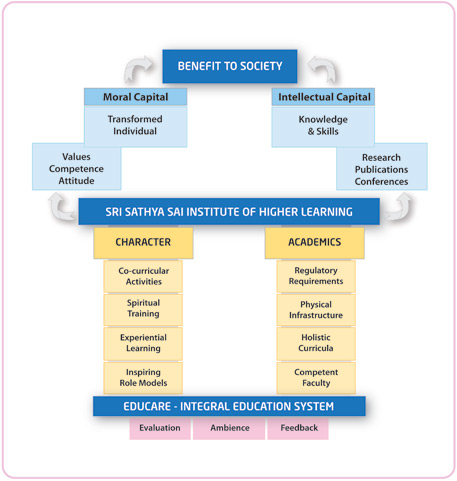 BENEFIT TO SOCIETY
Moral Capital
Transformed
Individual
Intellectual Capital
Knowledge
& Skills
Values
Competence
Attitude
Research
Publications
Conferences
SRI SATHYA SAI INSTITUTE OF HIGHER LEARNING
CHARACTER
ACADEMICS
Co-curricular
Activities
Regulatory
Requirements
Spiritual
Training
Physical
Infrastructure
Experiential
Learning
Holistic
Curricula
Inspiring
Role Models
Competent
Faculty
EDUCARE - INTEGRAL EDUCATION SYSTEM
Evaluation
Ambience
Feedback